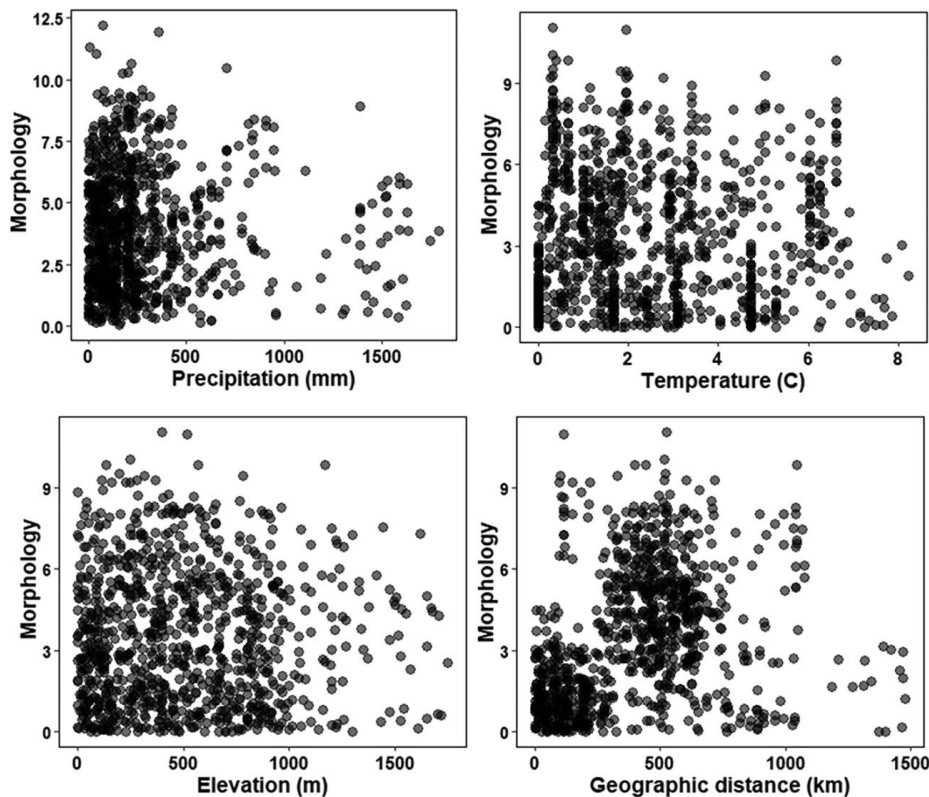 12.5
10.0
7.5
5.0
2.5
0.0
Morphology
0 500 1000 1500
Precipitation (mm)
9
6
3
0
Morphology
0 2 4 6 8
Temperature (C)
9
6
3
0
Morphology
0 500 1000 1500
Elevation (m)
9
6
3
0
Morphology
0 500 1000 1500
Geographic distance (km)